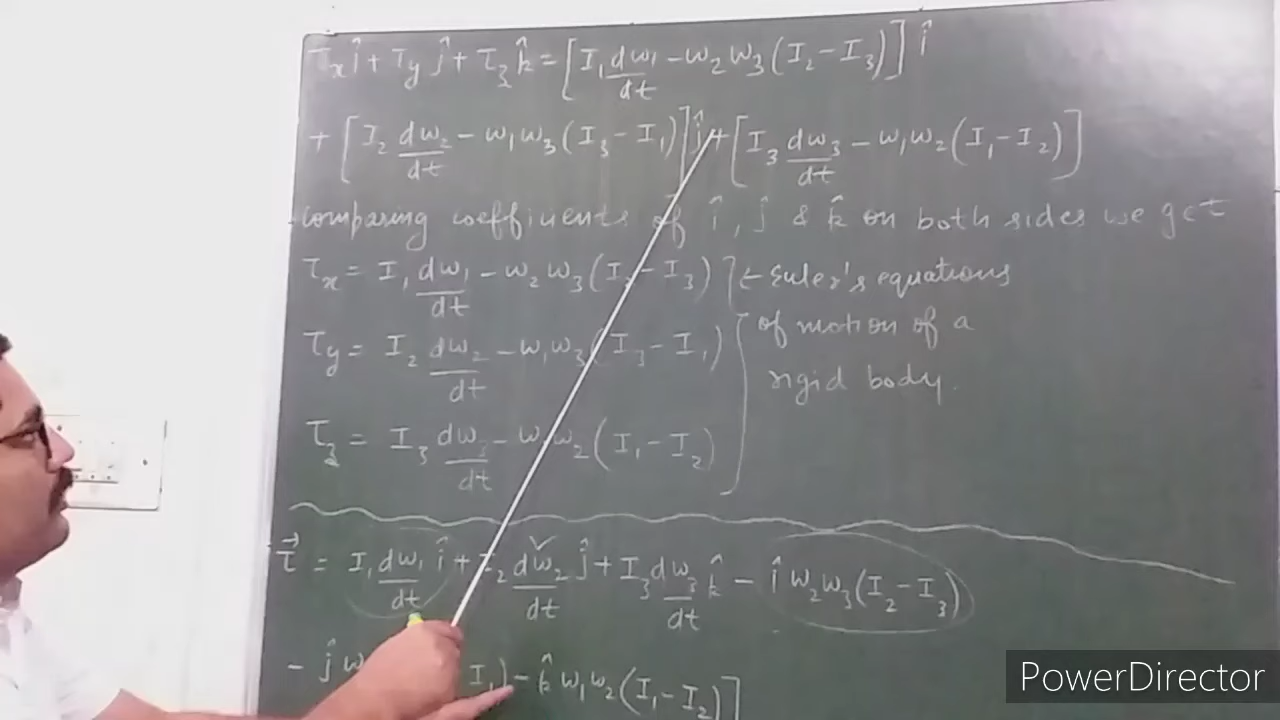 τx î + τy ĵ + τz k̂ = [I₁ dω₁/dt − ω₂ω₃(I₂−I₃)] î
+ [I₂ dω₂/dt − ω₁ω₃(I₃−I₁)] ĵ + [I₃ dω₃/dt − ω₁ω₂(I₁−I₂)]
comparing coefficients of î, ĵ & k̂ on both sides we get
τx = I₁ dω₁/dt − ω₂ω₃(I₂−I₃) ← Euler's equations
of motion of a
τy = I₂ dω₂/dt − ω₁ω₃(I₃−I₁)
rigid body.
τz = I₃ dω₃/dt − ω₁ω₂(I₁−I₂)
τ⃗ = I₁ dω₁/dt î + I₂ dω₂/dt ĵ + I₃ dω₃/dt k̂ − î ω₂ω₃(I₂−I₃)
− ĵ ω I₁) − k̂ ω₁ω₂(I₁−I₂)]
PowerDirector